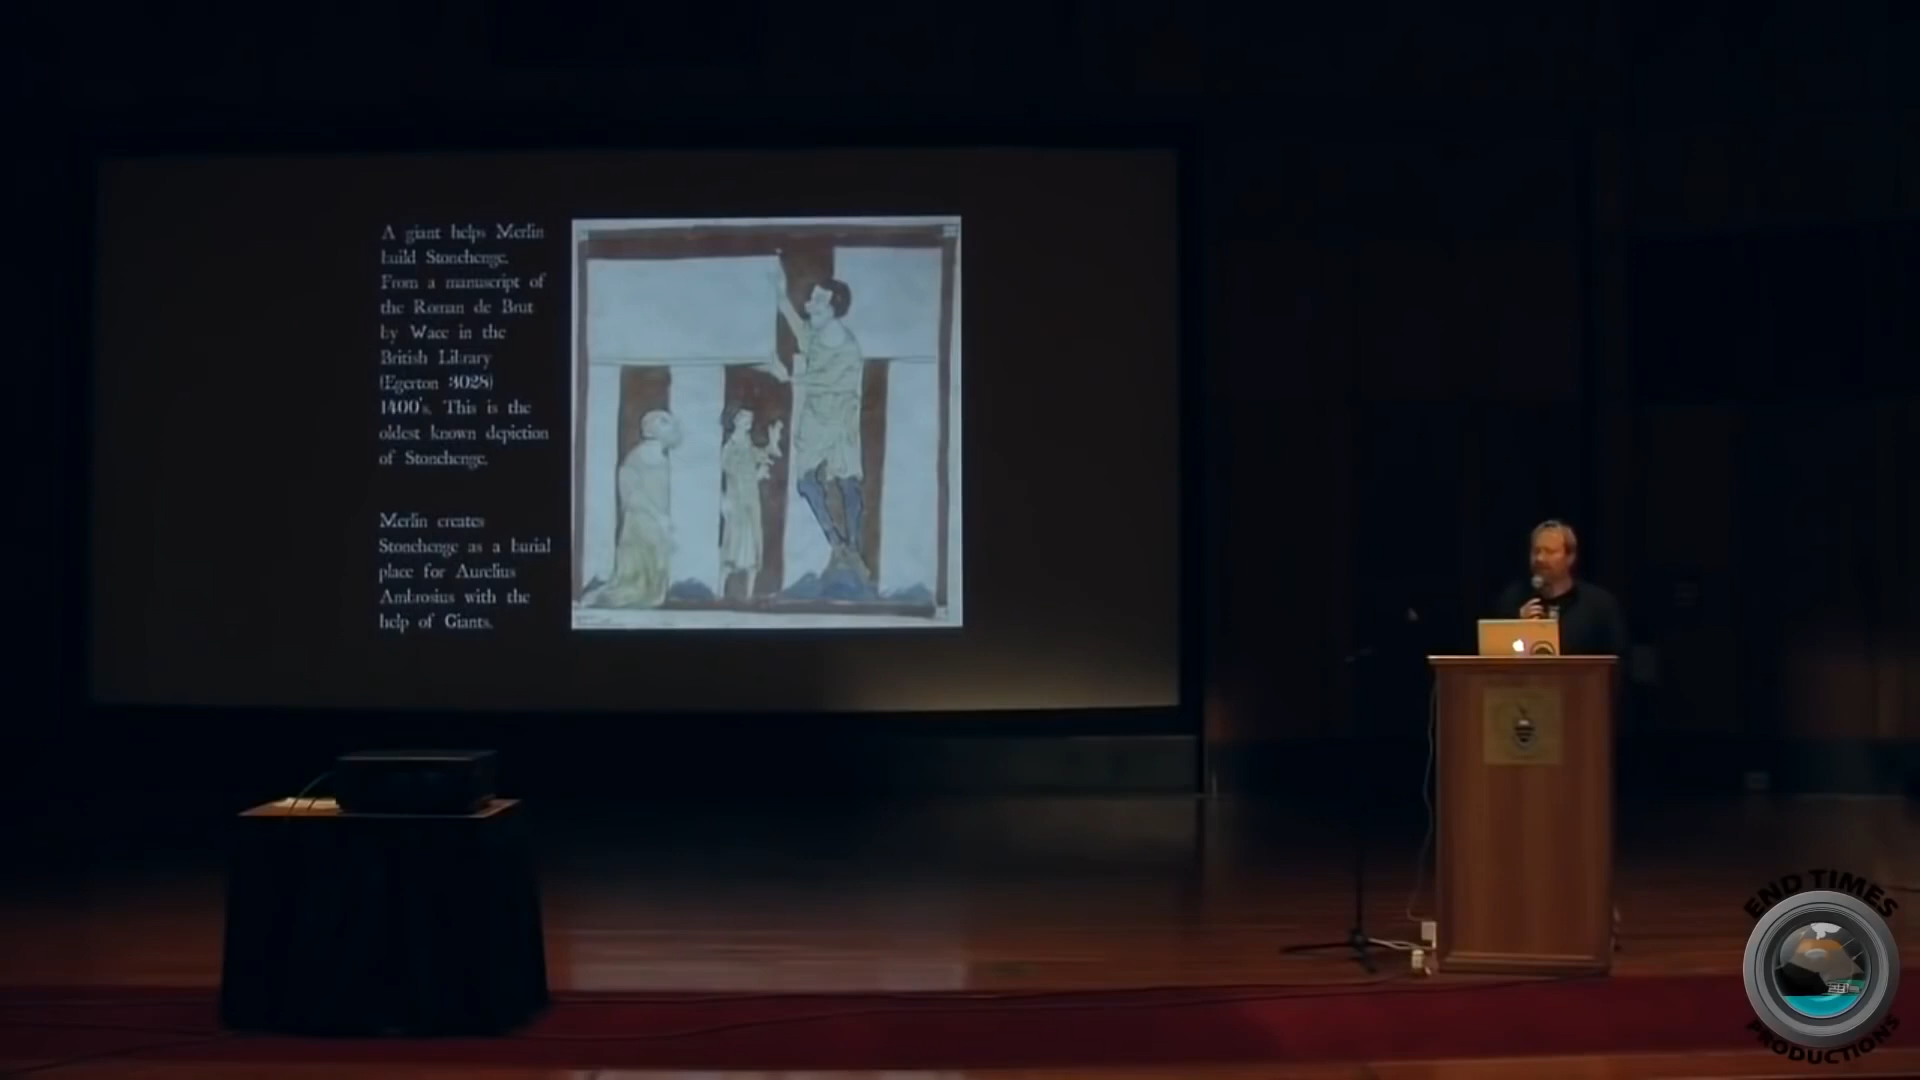 A giant helps Merlin
build Stonehenge.
From a manuscript of
the Roman de Brut
by Wace in the
British Library
(Egerton 3028)
1400's. This is the
oldest known depiction
of Stonehenge.
Merlin creates
Stonehenge as a burial
place for Aurelius
Ambrosius with the
help of Giants.
END TIMES
PRODUCTIONS